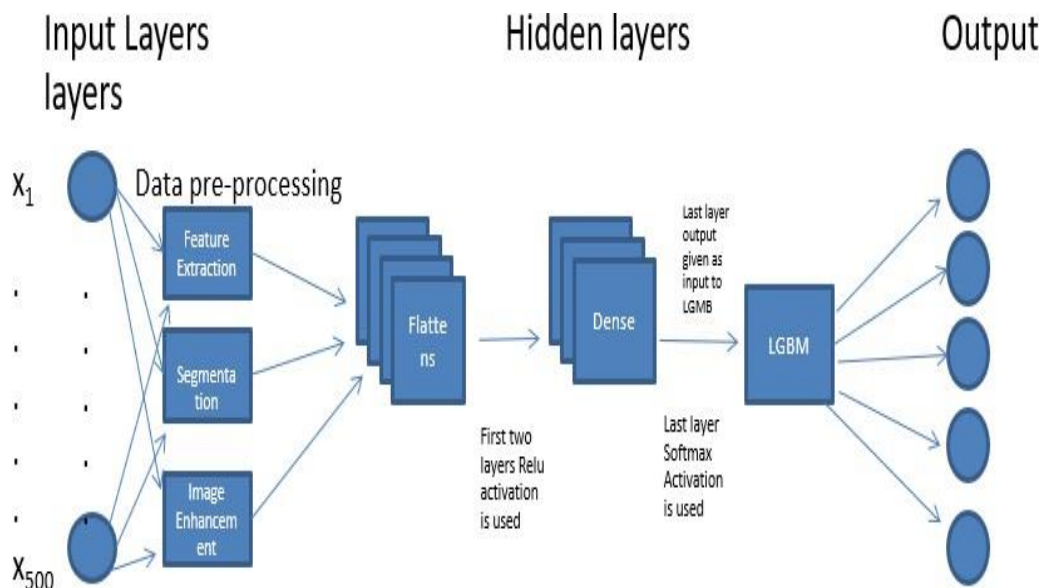 Input Layers
layers
Hidden layers
Output
X1
Data pre-processing
Feature
Extraction
Segmenta
tion
Image
Enhancem
ent
X500
Flatte
ns
First two
layers Relu
activation
is used
Dense
Last layer
output
given as
input to
LGMB
Last layer
Softmax
Activation
is used
LGBM